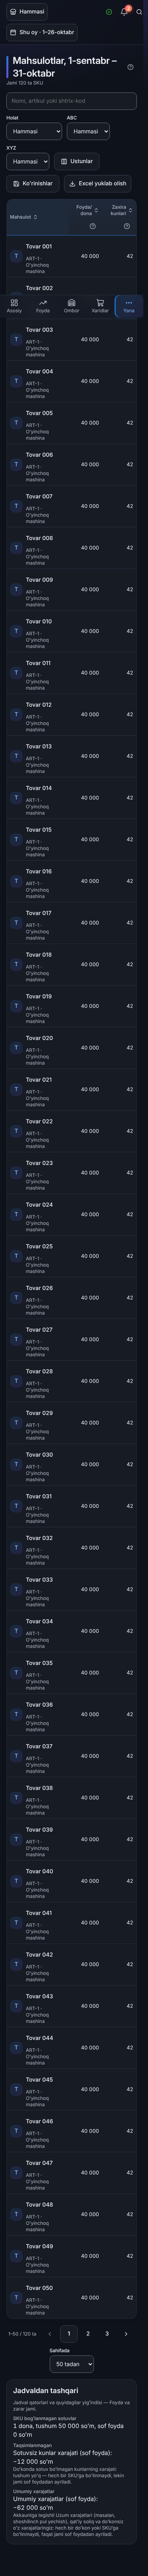 Hammasi
2
Shu oy · 1–26-oktabr
Mahsulotlar, 1-sentabr –
31-oktabr
Jami 120 ta SKU
Nomi, artikul yoki shtrix-kod
Holat
ABC
Hammasi
Hammasi
XYZ
Hammasi
Ustunlar
Ko'rinishlar
Excel yuklab olish
Mahsulot
Foyda/
dona
Zaxira
kunlari
T
Tovar 001
ART-1 ·
O'yinchoq
mashina
40 000
42
Tovar 002
Asosiy
Foyda
Ombor
Xaridlar
Yana
T
Tovar 003
ART-1 ·
O'yinchoq
mashina
40 000
42
T
Tovar 004
ART-1 ·
O'yinchoq
mashina
40 000
42
T
Tovar 005
ART-1 ·
O'yinchoq
mashina
40 000
42
T
Tovar 006
ART-1 ·
O'yinchoq
mashina
40 000
42
T
Tovar 007
ART-1 ·
O'yinchoq
mashina
40 000
42
T
Tovar 008
ART-1 ·
O'yinchoq
mashina
40 000
42
T
Tovar 009
ART-1 ·
O'yinchoq
mashina
40 000
42
T
Tovar 010
ART-1 ·
O'yinchoq
mashina
40 000
42
T
Tovar 011
ART-1 ·
O'yinchoq
mashina
40 000
42
T
Tovar 012
ART-1 ·
O'yinchoq
mashina
40 000
42
T
Tovar 013
ART-1 ·
O'yinchoq
mashina
40 000
42
T
Tovar 014
ART-1 ·
O'yinchoq
mashina
40 000
42
T
Tovar 015
ART-1 ·
O'yinchoq
mashina
40 000
42
T
Tovar 016
ART-1 ·
O'yinchoq
mashina
40 000
42
T
Tovar 017
ART-1 ·
O'yinchoq
mashina
40 000
42
T
Tovar 018
ART-1 ·
O'yinchoq
mashina
40 000
42
T
Tovar 019
ART-1 ·
O'yinchoq
mashina
40 000
42
T
Tovar 020
ART-1 ·
O'yinchoq
mashina
40 000
42
T
Tovar 021
ART-1 ·
O'yinchoq
mashina
40 000
42
T
Tovar 022
ART-1 ·
O'yinchoq
mashina
40 000
42
T
Tovar 023
ART-1 ·
O'yinchoq
mashina
40 000
42
T
Tovar 024
ART-1 ·
O'yinchoq
mashina
40 000
42
T
Tovar 025
ART-1 ·
O'yinchoq
mashina
40 000
42
T
Tovar 026
ART-1 ·
O'yinchoq
mashina
40 000
42
T
Tovar 027
ART-1 ·
O'yinchoq
mashina
40 000
42
T
Tovar 028
ART-1 ·
O'yinchoq
mashina
40 000
42
T
Tovar 029
ART-1 ·
O'yinchoq
mashina
40 000
42
T
Tovar 030
ART-1 ·
O'yinchoq
mashina
40 000
42
T
Tovar 031
ART-1 ·
O'yinchoq
mashina
40 000
42
T
Tovar 032
ART-1 ·
O'yinchoq
mashina
40 000
42
T
Tovar 033
ART-1 ·
O'yinchoq
mashina
40 000
42
T
Tovar 034
ART-1 ·
O'yinchoq
mashina
40 000
42
T
Tovar 035
ART-1 ·
O'yinchoq
mashina
40 000
42
T
Tovar 036
ART-1 ·
O'yinchoq
mashina
40 000
42
T
Tovar 037
ART-1 ·
O'yinchoq
mashina
40 000
42
T
Tovar 038
ART-1 ·
O'yinchoq
mashina
40 000
42
T
Tovar 039
ART-1 ·
O'yinchoq
mashina
40 000
42
T
Tovar 040
ART-1 ·
O'yinchoq
mashina
40 000
42
T
Tovar 041
ART-1 ·
O'yinchoq
mashina
40 000
42
T
Tovar 042
ART-1 ·
O'yinchoq
mashina
40 000
42
T
Tovar 043
ART-1 ·
O'yinchoq
mashina
40 000
42
T
Tovar 044
ART-1 ·
O'yinchoq
mashina
40 000
42
T
Tovar 045
ART-1 ·
O'yinchoq
mashina
40 000
42
T
Tovar 046
ART-1 ·
O'yinchoq
mashina
40 000
42
T
Tovar 047
ART-1 ·
O'yinchoq
mashina
40 000
42
T
Tovar 048
ART-1 ·
O'yinchoq
mashina
40 000
42
T
Tovar 049
ART-1 ·
O'yinchoq
mashina
40 000
42
T
Tovar 050
ART-1 ·
O'yinchoq
mashina
40 000
42
1–50 / 120 ta
1
2
3
Sahifada
50 tadan
Jadvaldan tashqari
Jadval qatorlari va quyidagilar yig'indisi — Foyda va
zarar jami.
SKU bog'lanmagan sotuvlar
1 dona, tushum 50 000 so'm, sof foyda
0 so'm
Taqsimlanmagan
Sotuvsiz kunlar xarajati (sof foyda):
−12 000 so'm
Do'konda sotuv bo'lmagan kunlarning xarajati:
tushum yo'q — hech bir SKU'ga bo'linmaydi, lekin
jami sof foydadan ayriladi.
Umumiy xarajatlar
Umumiy xarajatlar (sof foyda):
−62 000 so'm
Akkauntga tegishli Uzum xarajatlari (masalan,